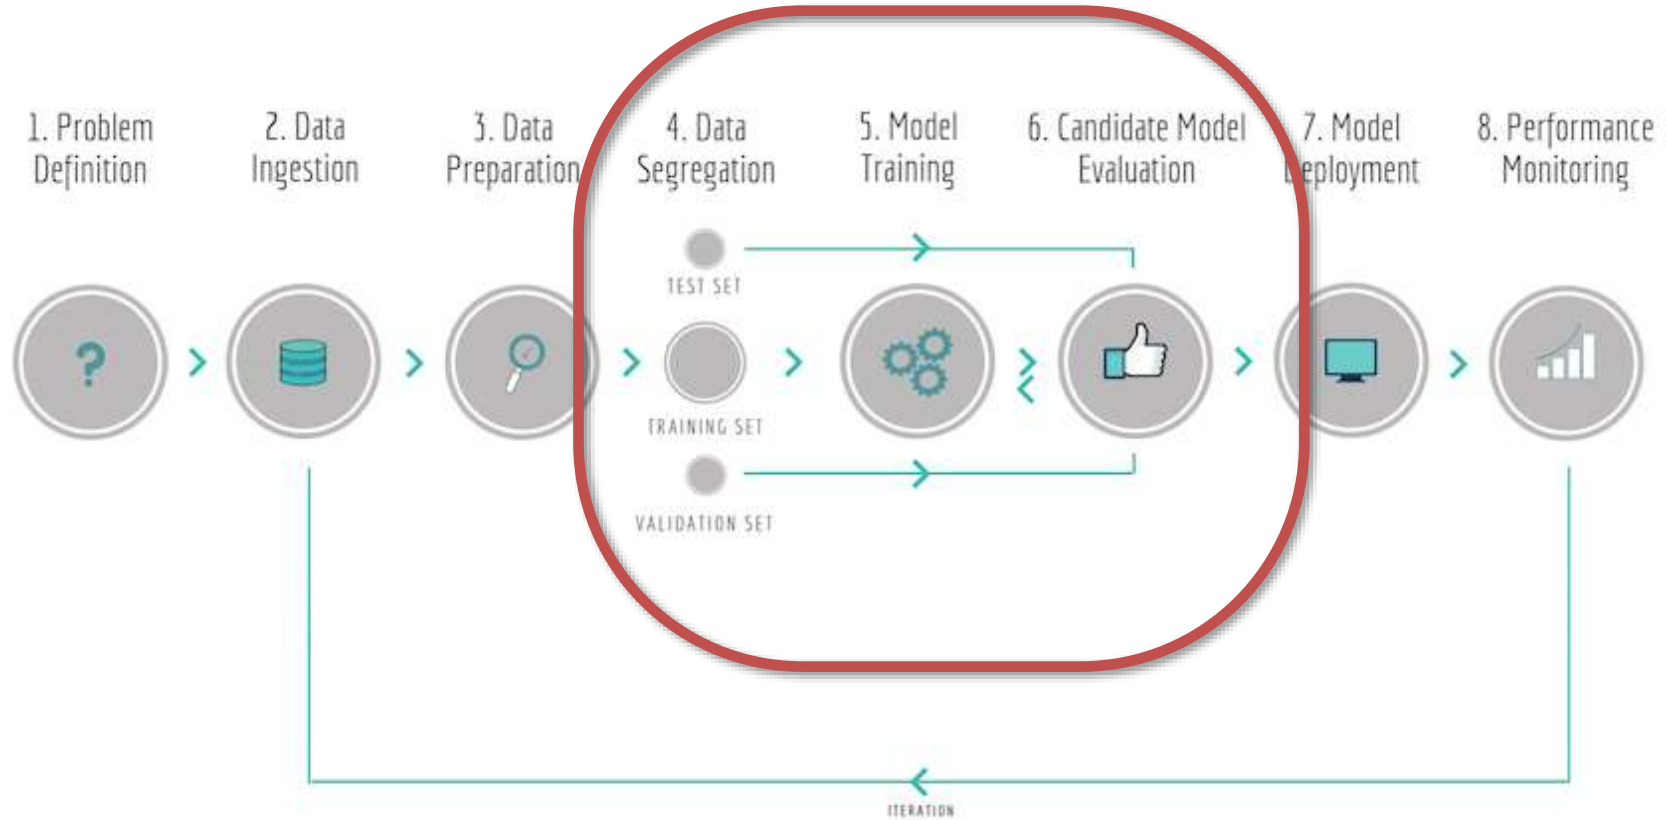 1. Problem
Definition
2. Data
Ingestion
3. Data
Preparation
4. Data
Segregation
5. Model
Training
6. Candidate Model
Evaluation
7. Model
Deployment
8. Performance
Monitoring
TEST SET
TRAINING SET
VALIDATION SET
ITERATION